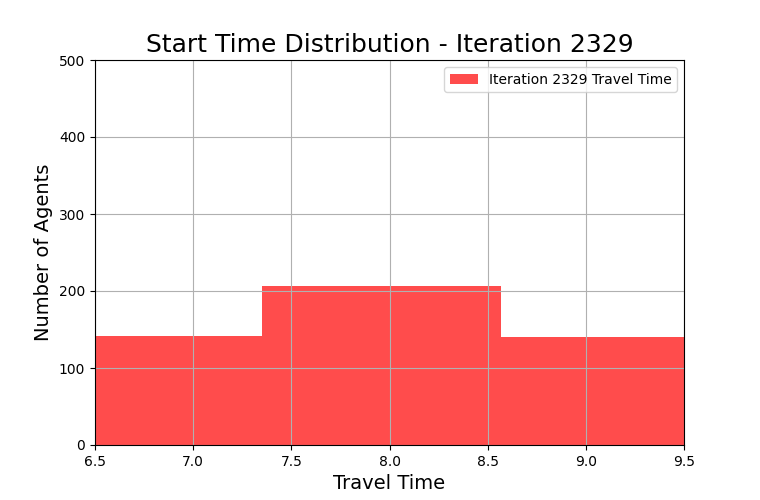 Start Time Distribution - Iteration 2329
Iteration 2329 Travel Time
Number of Agents
500
400
300
200
100
0
6.5 7.0 7.5 8.0 8.5 9.0 9.5
Travel Time